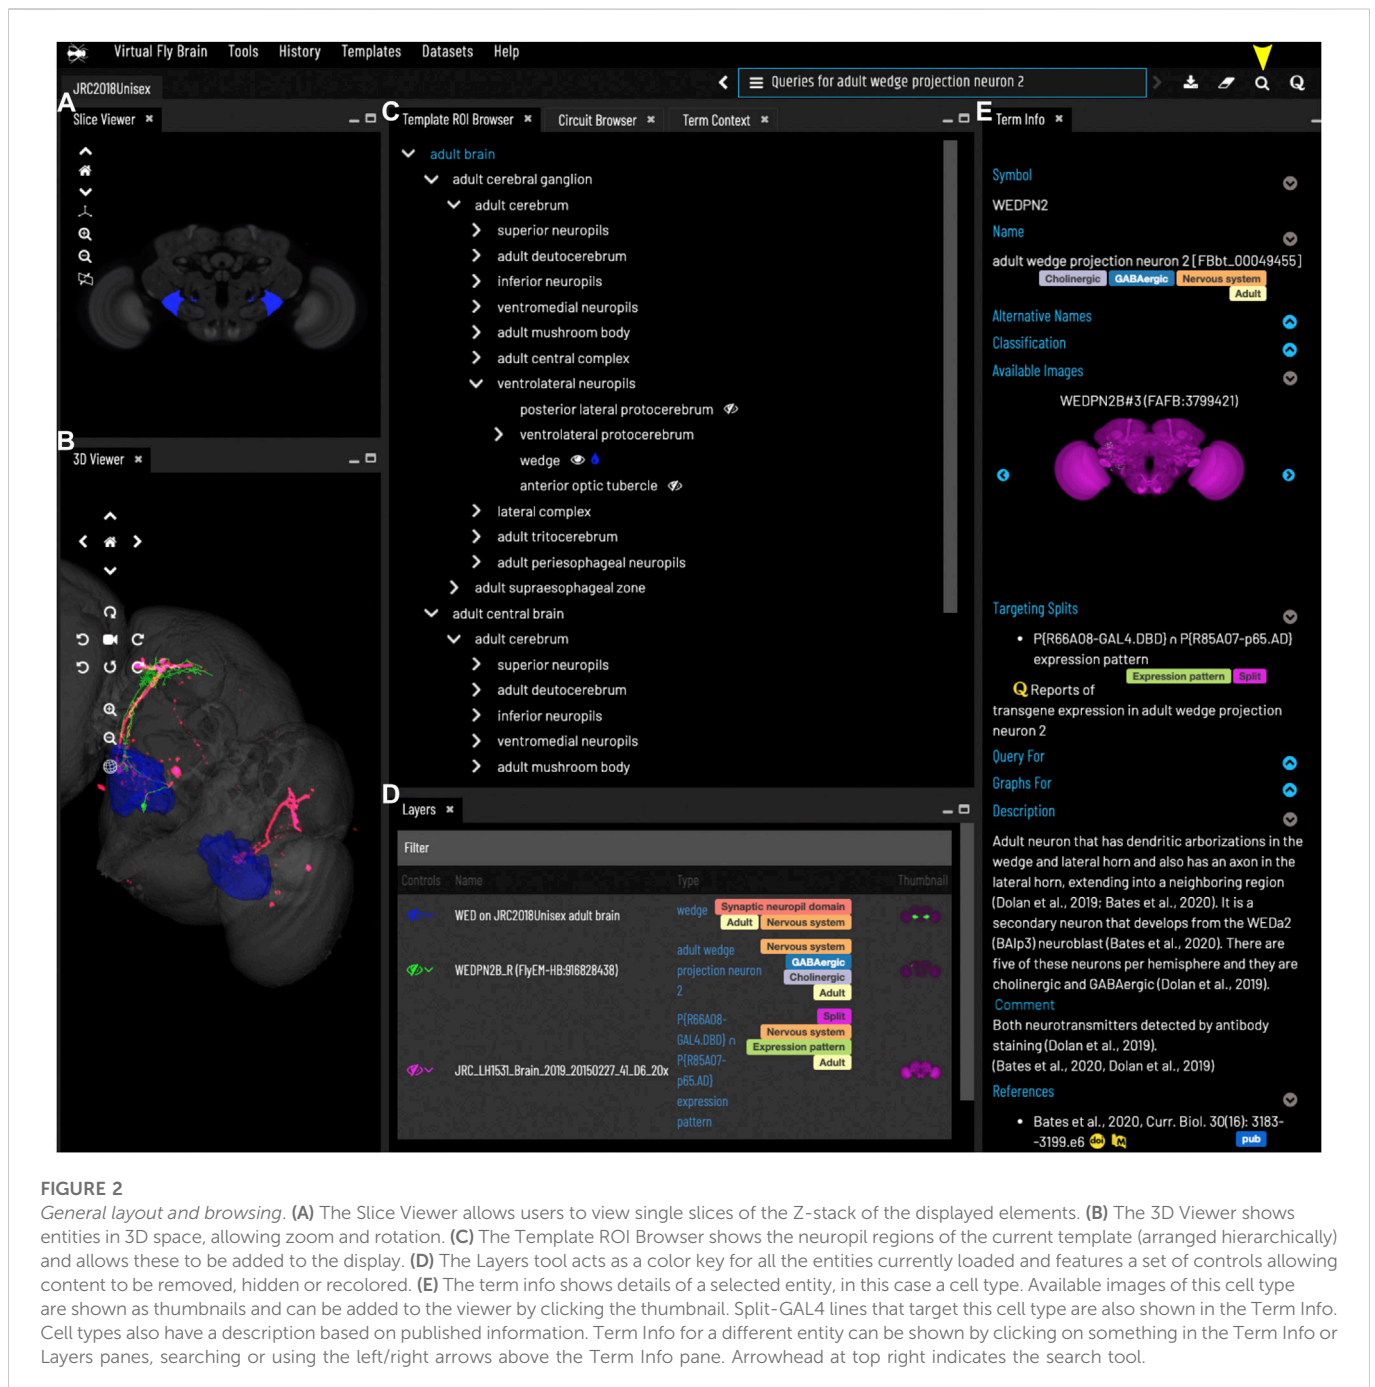 Virtual Fly Brain Tools History Templates Datasets Help
JRC2018Unisex
Queries for adult wedge projection neuron 2
Q
A
Slice Viewer
B
3D Viewer
C
Template ROI Browser Circuit Browser Term Context
adult brain
adult cerebral ganglion
adult cerebrum
superior neuropils
adult deutocerebrum
inferior neuropils
ventromedial neuropils
adult mushroom body
adult central complex
ventrolateral neuropils
posterior lateral protocerebrum
ventrolateral protocerebrum
wedge
anterior optic tubercle
lateral complex
adult tritocerebrum
adult periesophageal neuropils
adult supraesophageal zone
adult central brain
adult cerebrum
superior neuropils
adult deutocerebrum
inferior neuropils
ventromedial neuropils
adult mushroom body
D
Layers
Filter
Controls Name Type Thumbnail
WED on JRC2018Unisex adult brain
wedge
Synaptic neuropil domain
Adult Nervous system
WEDPN2B_R (FlyEM-HB:916828438)
adult wedge
projection neuron
2
Nervous system
GABAergic
Cholinergic
Adult
JRC_LH1531_Brain_2019_20150227_41_D6_20x
P{R66A08-
GAL4.DBD} ∩
P{R85A07-
p65.AD}
expression
pattern
Split
Nervous system
Expression pattern
Adult
E
Term Info
Symbol
WEDPN2
Name
adult wedge projection neuron 2 [FBbt_00049455]
Cholinergic GABAergic Nervous system
Adult
Alternative Names
Classification
Available Images
WEDPN2B#3 (FAFB:3799421)
Targeting Splits
• P{R66A08-GAL4.DBD} ∩ P{R85A07-p65.AD}
expression pattern
Expression pattern Split
Q Reports of
transgene expression in adult wedge projection
neuron 2
Query For
Graphs For
Description
Adult neuron that has dendritic arborizations in the
wedge and lateral horn and also has an axon in the
lateral horn, extending into a neighboring region
(Dolan et al., 2019; Bates et al., 2020). It is a
secondary neuron that develops from the WEDa2
(BAlp3) neuroblast (Bates et al., 2020). There are
five of these neurons per hemisphere and they are
cholinergic and GABAergic (Dolan et al., 2019).
Comment
Both neurotransmitters detected by antibody
staining (Dolan et al., 2019).
(Bates et al., 2020, Dolan et al., 2019)
References
• Bates et al., 2020, Curr. Biol. 30(16): 3183-
-3199.e6 doi pub
FIGURE 2
General layout and browsing. (A) The Slice Viewer allows users to view single slices of the Z-stack of the displayed elements. (B) The 3D Viewer shows
entities in 3D space, allowing zoom and rotation. (C) The Template ROI Browser shows the neuropil regions of the current template (arranged hierarchically)
and allows these to be added to the display. (D) The Layers tool acts as a color key for all the entities currently loaded and features a set of controls allowing
content to be removed, hidden or recolored. (E) The term info shows details of a selected entity, in this case a cell type. Available images of this cell type
are shown as thumbnails and can be added to the viewer by clicking the thumbnail. Split-GAL4 lines that target this cell type are also shown in the Term Info.
Cell types also have a description based on published information. Term Info for a different entity can be shown by clicking on something in the Term Info or
Layers panes, searching or using the left/right arrows above the Term Info pane. Arrowhead at top right indicates the search tool.